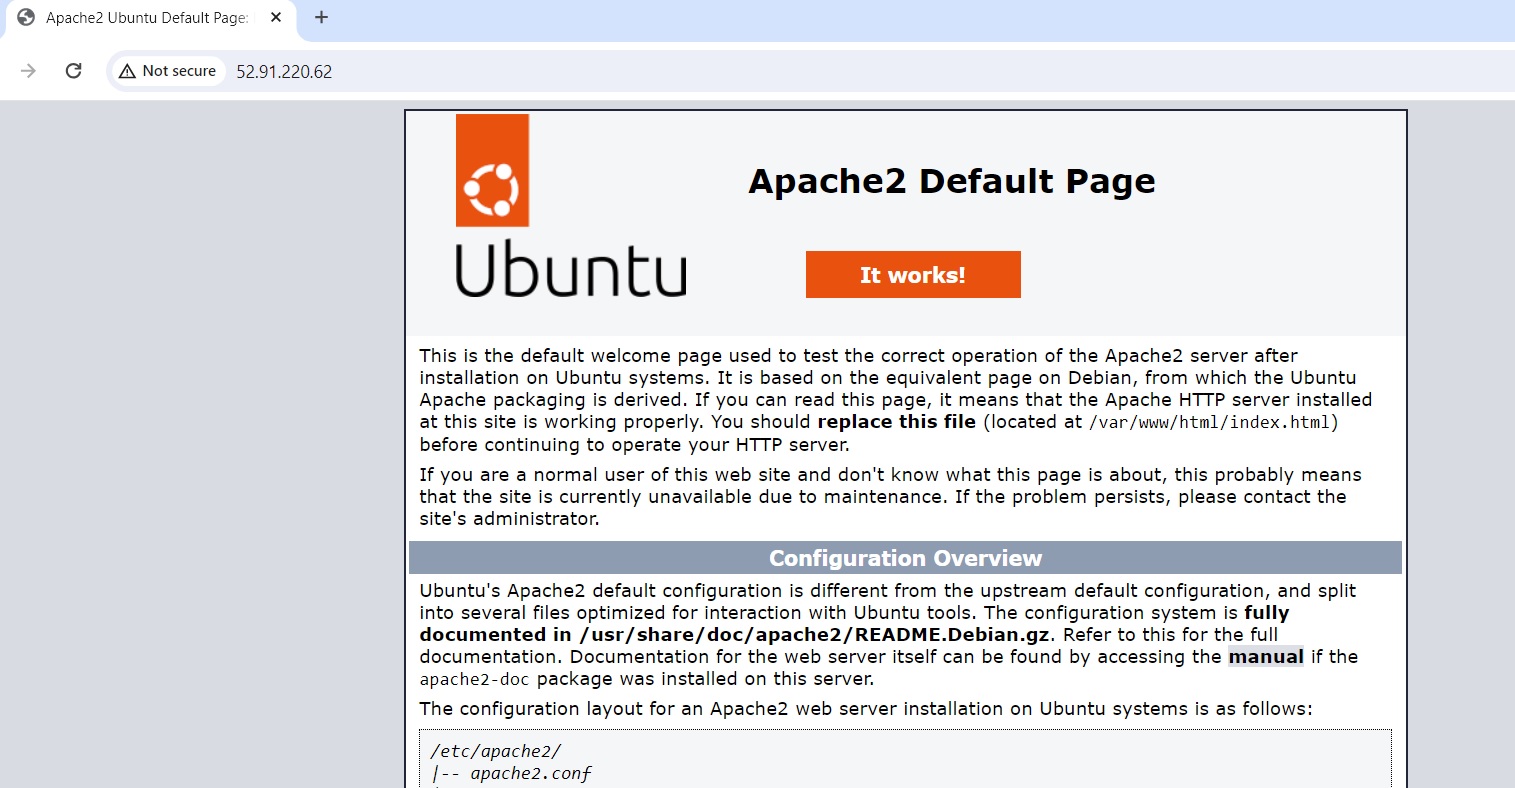 Apache2 Ubuntu Default Page:
Not secure 52.91.220.62
Apache2 Default Page
Ubuntu
It works!
This is the default welcome page used to test the correct operation of the Apache2 server after
installation on Ubuntu systems. It is based on the equivalent page on Debian, from which the Ubuntu
Apache packaging is derived. If you can read this page, it means that the Apache HTTP server installed
at this site is working properly. You should replace this file (located at /var/www/html/index.html)
before continuing to operate your HTTP server.
If you are a normal user of this web site and don't know what this page is about, this probably means
that the site is currently unavailable due to maintenance. If the problem persists, please contact the
site's administrator.
Configuration Overview
Ubuntu's Apache2 default configuration is different from the upstream default configuration, and split
into several files optimized for interaction with Ubuntu tools. The configuration system is fully
documented in /usr/share/doc/apache2/README.Debian.gz. Refer to this for the full
documentation. Documentation for the web server itself can be found by accessing the manual if the
apache2-doc package was installed on this server.
The configuration layout for an Apache2 web server installation on Ubuntu systems is as follows:
/etc/apache2/
|-- apache2.conf